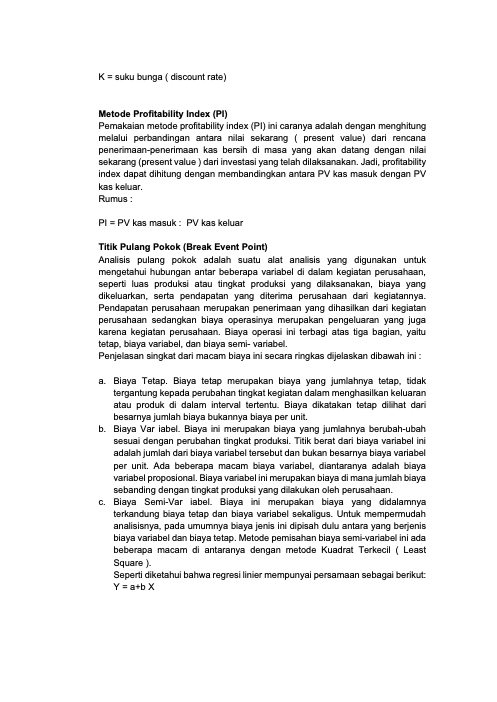 K = suku bunga ( discount rate)
Metode Profitability Index (PI)
Pemakaian metode profitability index (PI) ini caranya adalah dengan menghitung
melalui perbandingan antara nilai sekarang ( present value) dari rencana
penerimaan-penerimaan kas bersih di masa yang akan datang dengan nilai
sekarang (present value ) dari investasi yang telah dilaksanakan. Jadi, profitability
index dapat dihitung dengan membandingkan antara PV kas masuk dengan PV
kas keluar.
Rumus :
PI = PV kas masuk : PV kas keluar
Titik Pulang Pokok (Break Event Point)
Analisis pulang pokok adalah suatu alat analisis yang digunakan untuk
mengetahui hubungan antar beberapa variabel di dalam kegiatan perusahaan,
seperti luas produksi atau tingkat produksi yang dilaksanakan, biaya yang
dikeluarkan, serta pendapatan yang diterima perusahaan dari kegiatannya.
Pendapatan perusahaan merupakan penerimaan yang dihasilkan dari kegiatan
perusahaan sedangkan biaya operasinya merupakan pengeluaran yang juga
karena kegiatan perusahaan. Biaya operasi ini terbagi atas tiga bagian, yaitu
tetap, biaya variabel, dan biaya semi- variabel.
Penjelasan singkat dari macam biaya ini secara ringkas dijelaskan dibawah ini :
a. Biaya Tetap. Biaya tetap merupakan biaya yang jumlahnya tetap, tidak
tergantung kepada perubahan tingkat kegiatan dalam menghasilkan keluaran
atau produk di dalam interval tertentu. Biaya dikatakan tetap dilihat dari
besarnya jumlah biaya bukannya biaya per unit.
b. Biaya Var iabel. Biaya ini merupakan biaya yang jumlahnya berubah-ubah
sesuai dengan perubahan tingkat produksi. Titik berat dari biaya variabel ini
adalah jumlah dari biaya variabel tersebut dan bukan besarnya biaya variabel
per unit. Ada beberapa macam biaya variabel, diantaranya adalah biaya
variabel proposional. Biaya variabel ini merupakan biaya di mana jumlah biaya
sebanding dengan tingkat produksi yang dilakukan oleh perusahaan.
c. Biaya Semi-Var iabel. Biaya ini merupakan biaya yang didalamnya
terkandung biaya tetap dan biaya variabel sekaligus. Untuk mempermudah
analisisnya, pada umumnya biaya jenis ini dipisah dulu antara yang berjenis
biaya variabel dan biaya tetap. Metode pemisahan biaya semi-variabel ini ada
beberapa macam di antaranya dengan metode Kuadrat Terkecil ( Least
Square ).
Seperti diketahui bahwa regresi linier mempunyai persamaan sebagai berikut:
Y = a+b X